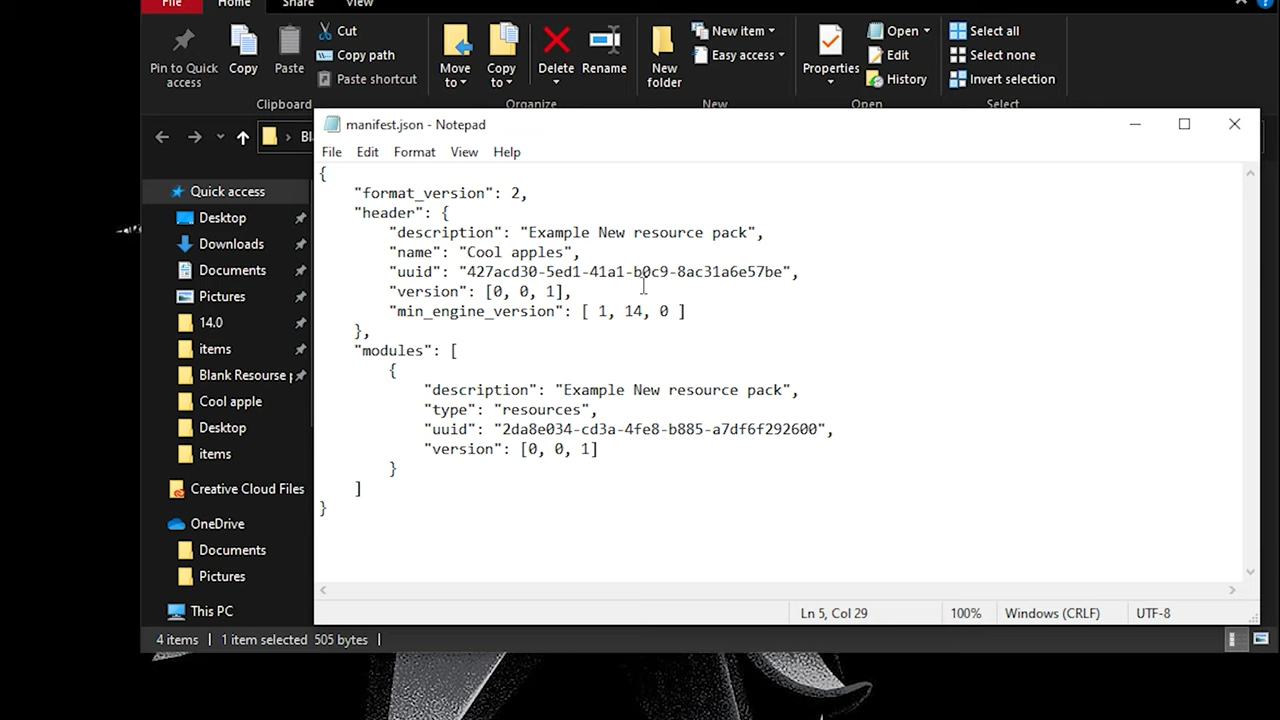 File Home Share View
Pin to Quick access
Copy
Paste
Cut
Copy path
Paste shortcut
Clipboard
Move to
Copy to
Delete
Rename
Organize
New folder
New item
Easy access
New
Properties
Open
Edit
History
Open
Select all
Select none
Invert selection
Select
manifest.json - Notepad
File Edit Format View Help
{
"format_version": 2,
"header": {
"description": "Example New resource pack",
"name": "Cool apples",
"uuid": "427acd30-5ed1-41a1-b0c9-8ac31a6e57be",
"version": [0, 0, 1],
"min_engine_version": [ 1, 14, 0 ]
},
"modules": [
{
"description": "Example New resource pack",
"type": "resources",
"uuid": "2da8e034-cd3a-4fe8-b885-a7df6f292600",
"version": [0, 0, 1]
}
]
}
Ln 5, Col 29
100%
Windows (CRLF)
UTF-8
Quick access
Desktop
Downloads
Documents
Pictures
14.0
items
Blank Resourse
Cool apple
Desktop
items
Creative Cloud Files
OneDrive
Documents
Pictures
This PC
4 items
1 item selected 505 bytes